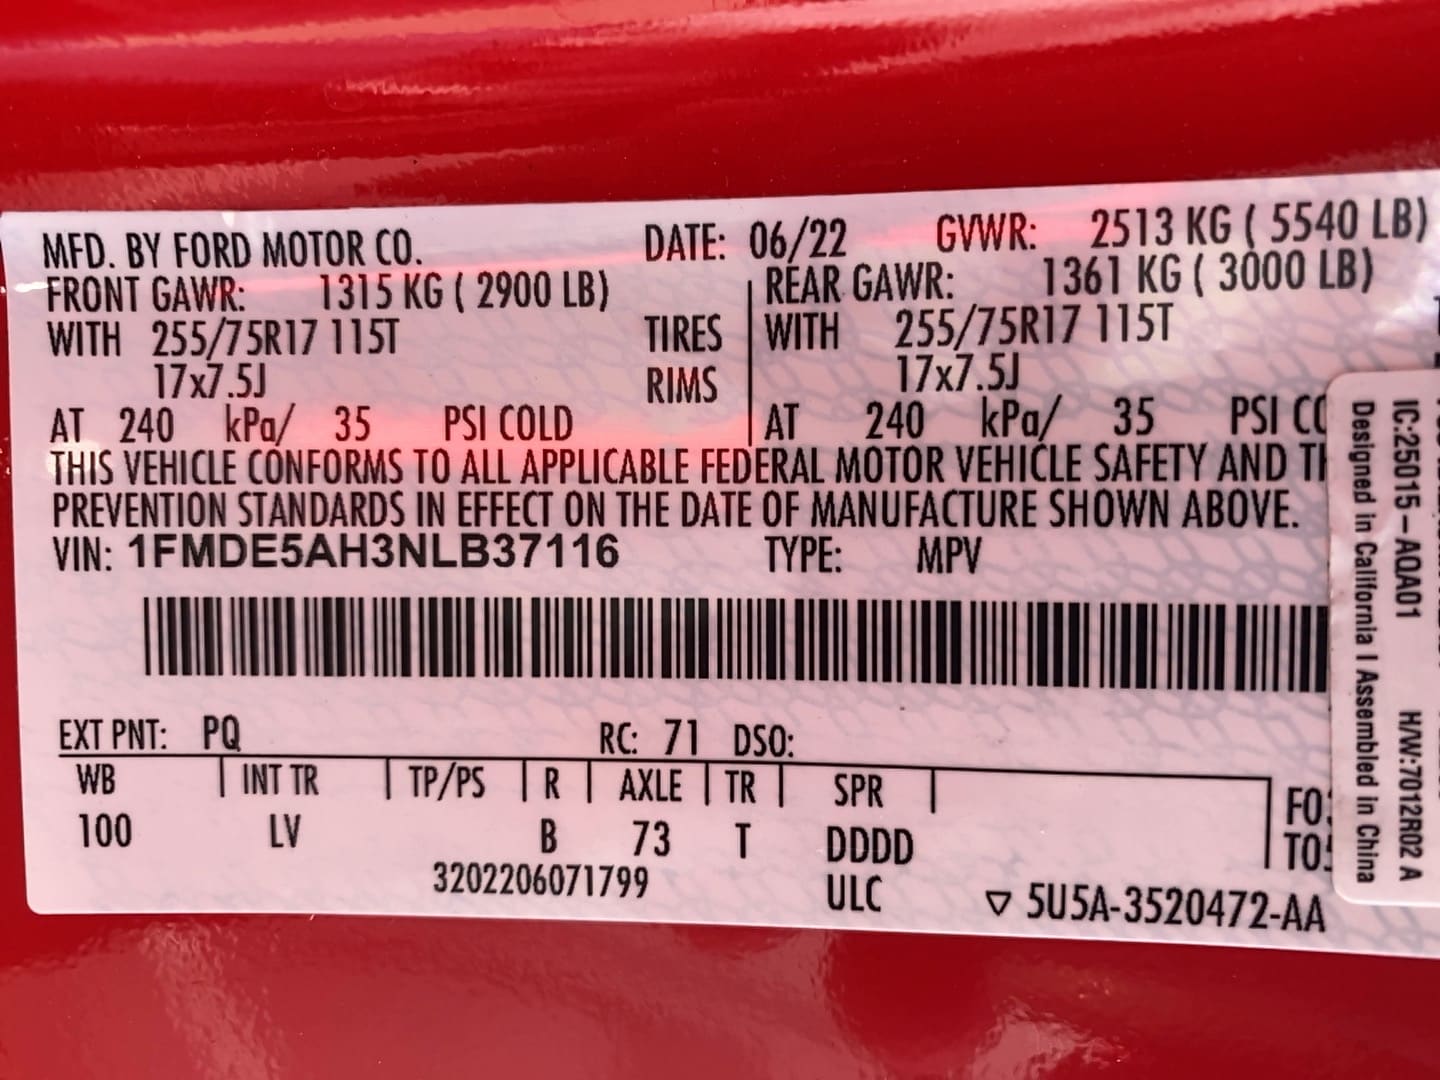 MFD. BY FORD MOTOR CO. DATE: 06/22 GVWR: 2513 KG ( 5540 LB)
FRONT GAWR: 1315 KG ( 2900 LB) REAR GAWR: 1361 KG ( 3000 LB)
WITH 255/75R17 115T TIRES WITH 255/75R17 115T
17x7.5J RIMS 17x7.5J
AT 240 kPa/ 35 PSI COLD AT 240 kPa/ 35 PSI CO
THIS VEHICLE CONFORMS TO ALL APPLICABLE FEDERAL MOTOR VEHICLE SAFETY AND TH
PREVENTION STANDARDS IN EFFECT ON THE DATE OF MANUFACTURE SHOWN ABOVE.
VIN: 1FMDE5AH3NLB37116 TYPE: MPV
EXT PNT: PQ RC: 71 DSO:
WB INT TR TP/PS R AXLE TR SPR
100 LV B 73 T DDDD
3202206071799 ULC ▽ 5U5A-3520472-AA
IC:25015-AQA01 H/W:7012R02 A
Designed in California I Assembled in China